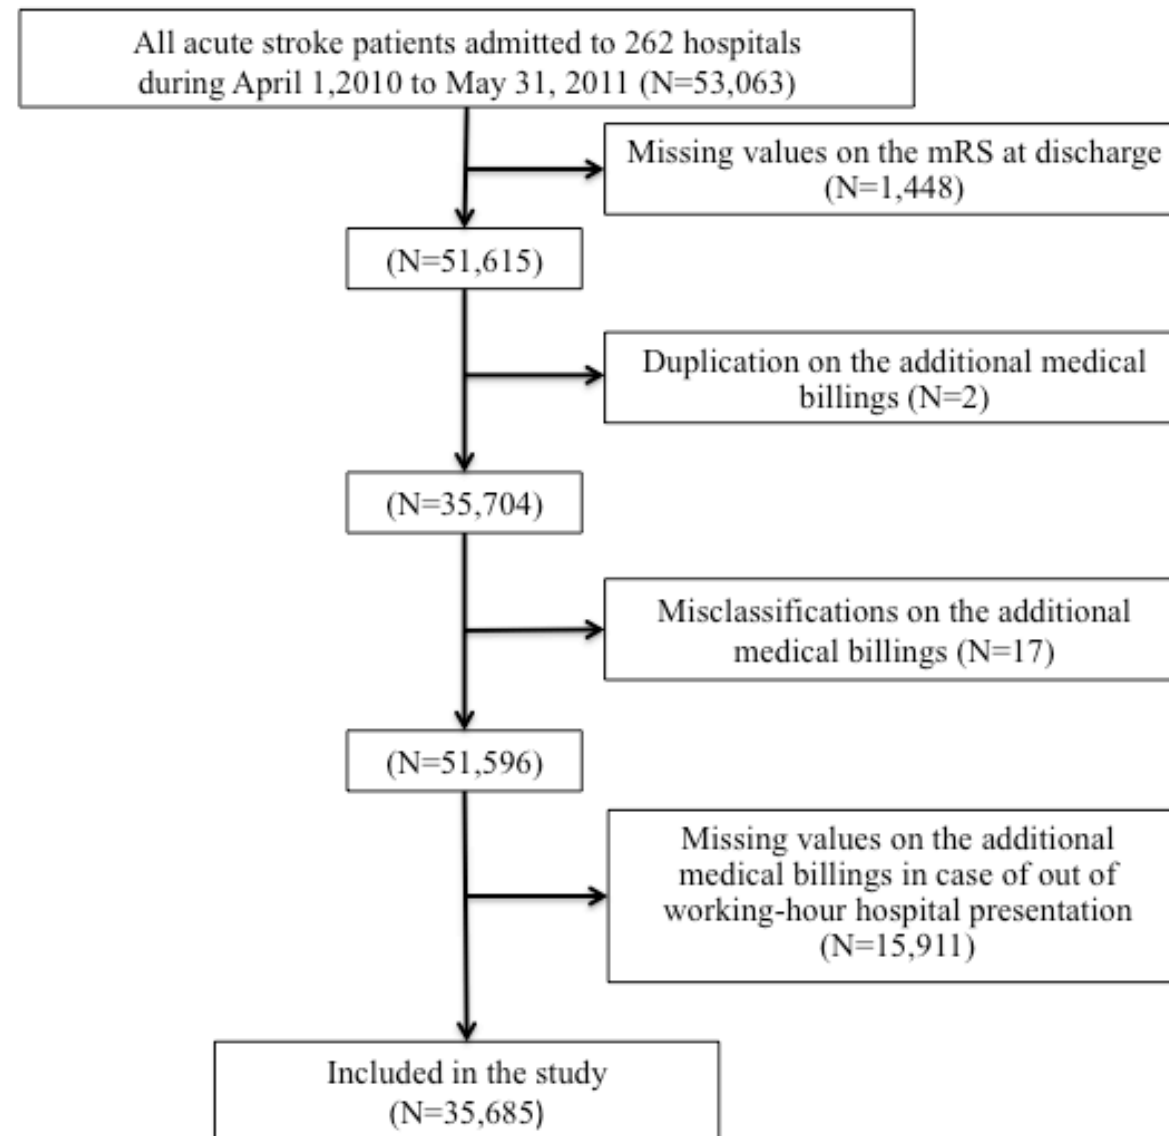 All acute stroke patients admitted to 262 hospitals
during April 1,2010 to May 31, 2011 (N=53,063)
Missing values on the mRS at discharge
(N=1,448)
(N=51,615)
Duplication on the additional medical
billings (N=2)
(N=35,704)
Misclassifications on the additional
medical billings (N=17)
(N=51,596)
Missing values on the additional
medical billings in case of out of
working-hour hospital presentation
(N=15,911)
Included in the study
(N=35,685)